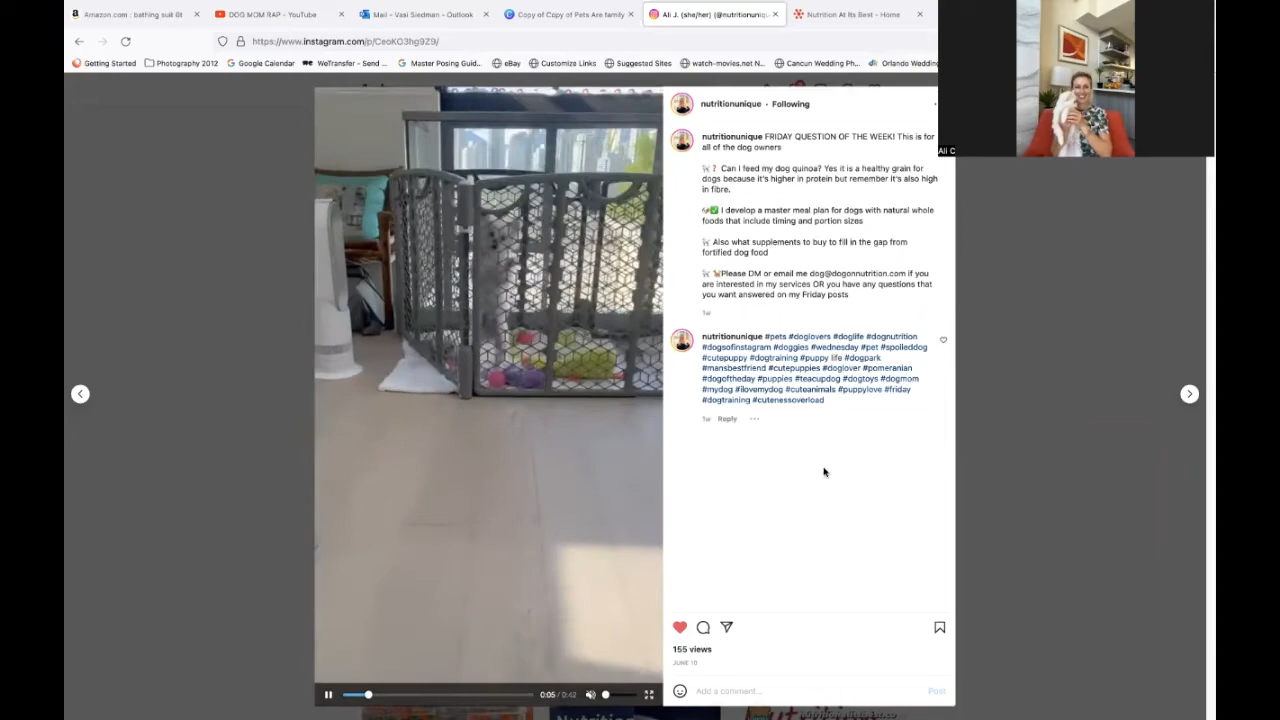 Amazon.com : bathing suit 6t
DOG MOM RAP - YouTube
Mail - Vasi Siedman - Outlook
Copy of Copy of Pets Are family
Ali J. (she/her) (@nutritionuniqu
Nutrition At Its Best - Home
https://www.instagram.com/p/CeoKO3hg9Z9/
Getting Started
Photography 2012
Google Calendar
WeTransfer - Send ...
Master Posing Guid...
eBay
Customize Links
Suggested Sites
watch-movies.net N...
Cancun Wedding Ph...
Orlando Wedding
Ali C
nutritionunique • Following
nutritionunique FRIDAY QUESTION OF THE WEEK! This is for
all of the dog owners
🐩❓ Can I feed my dog quinoa? Yes it is a healthy grain for
dogs because it's higher in protein but remember it's also high
in fibre.
I develop a master meal plan for dogs with natural whole
foods that include timing and portion sizes
🐩 Also what supplements to buy to fill in the gap from
fortified dog food
Please DM or email me dog@dogonnutrition.com if you
are interested in my services OR you have any questions that
you want answered on my Friday posts
1w
nutritionunique #pets #doglovers #doglife #dognutrition
#dogsofinstagram #doggies #wednesday #pet #spoileddog
#cutepuppy #dogtraining #puppy life #dogpark
#mansbestfriend #cutepuppies #doglover #pomeranian
#dogoftheday #puppies #teacupdog #dogtoys #dogmom
#mydog #ilovemydog #cuteanimals #puppylove #friday
#dogtraining #cutenessoverload
1w Reply ...
155 views
JUNE 10
0:05 / 0:42
Add a comment...
Post
Nutrition